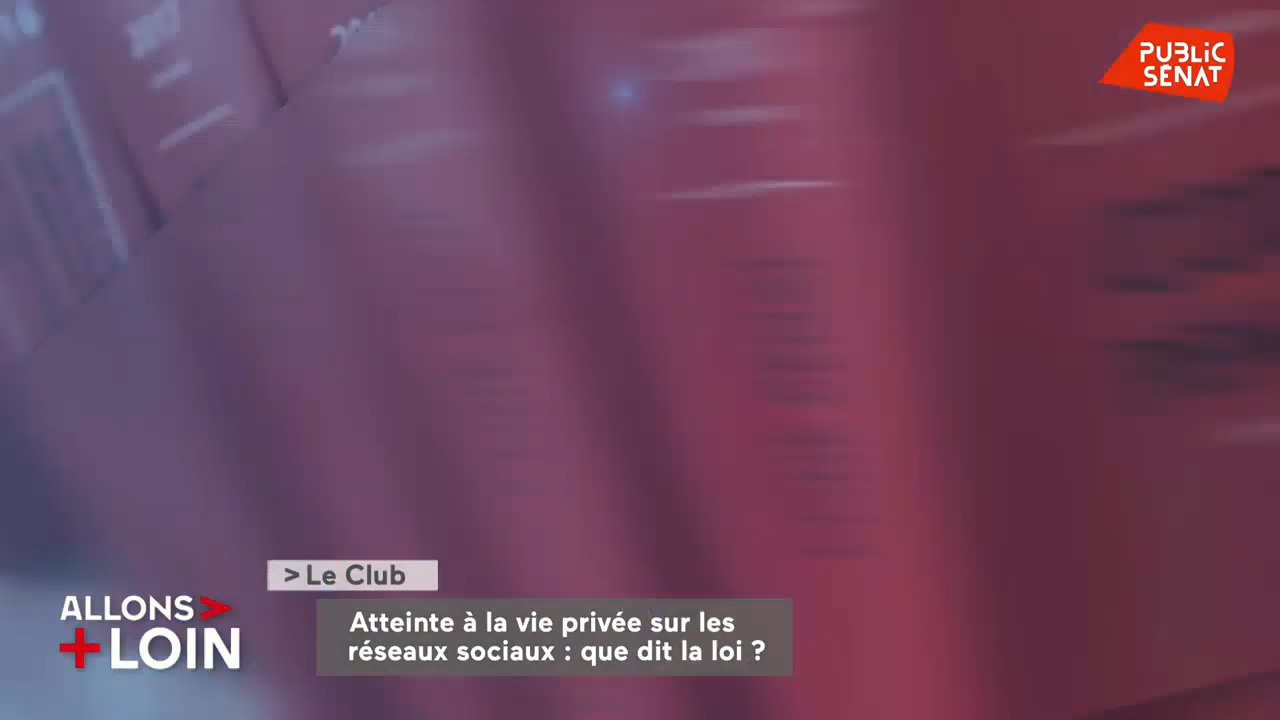 PUBLIC
SÉNAT
> Le Club
ALLONS>
+LOIN
Atteinte à la vie privée sur les
réseaux sociaux : que dit la loi ?